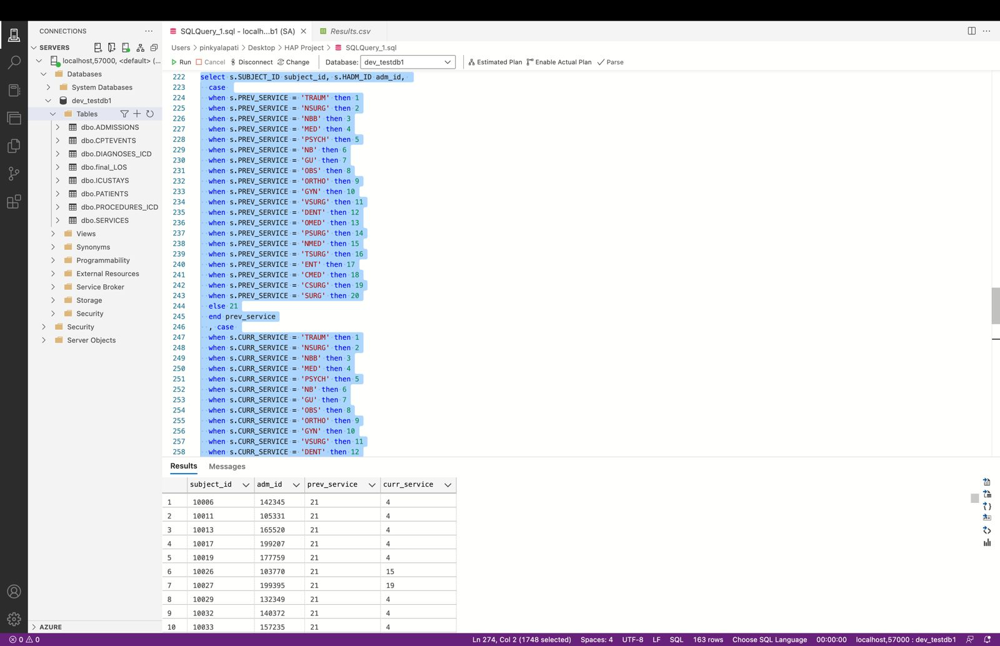 CONNECTIONS
SERVERS
localhost,57000, <default> (...
Databases
System Databases
dev_testdb1
Tables
dbo.ADMISSIONS
dbo.CPTEVENTS
dbo.DIAGNOSES_ICD
dbo.final_LOS
dbo.ICUSTAYS
dbo.PATIENTS
dbo.PROCEDURES_ICD
dbo.SERVICES
Views
Synonyms
Programmability
External Resources
Service Broker
Storage
Security
Security
Server Objects
AZURE
SQLQuery_1.sql - localh...b1 (SA)
Results.csv
Users > pinkyalapati > Desktop > HAP Project > SQLQuery_1.sql
Run Cancel Disconnect Change Database: dev_testdb1 Estimated Plan Enable Actual Plan Parse
222 select s.SUBJECT_ID subject_id, s.HADM_ID adm_id,
223 case
224 when s.PREV_SERVICE = 'TRAUM' then 1
225 when s.PREV_SERVICE = 'NSURG' then 2
226 when s.PREV_SERVICE = 'NBB' then 3
227 when s.PREV_SERVICE = 'MED' then 4
228 when s.PREV_SERVICE = 'PSYCH' then 5
229 when s.PREV_SERVICE = 'NB' then 6
230 when s.PREV_SERVICE = 'GU' then 7
231 when s.PREV_SERVICE = 'OBS' then 8
232 when s.PREV_SERVICE = 'ORTHO' then 9
233 when s.PREV_SERVICE = 'GYN' then 10
234 when s.PREV_SERVICE = 'VSURG' then 11
235 when s.PREV_SERVICE = 'DENT' then 12
236 when s.PREV_SERVICE = 'OMED' then 13
237 when s.PREV_SERVICE = 'PSURG' then 14
238 when s.PREV_SERVICE = 'NMED' then 15
239 when s.PREV_SERVICE = 'TSURG' then 16
240 when s.PREV_SERVICE = 'ENT' then 17
241 when s.PREV_SERVICE = 'CMED' then 18
242 when s.PREV_SERVICE = 'CSURG' then 19
243 when s.PREV_SERVICE = 'SURG' then 20
244 else 21
245 end prev_service
246 , case
247 when s.CURR_SERVICE = 'TRAUM' then 1
248 when s.CURR_SERVICE = 'NSURG' then 2
249 when s.CURR_SERVICE = 'NBB' then 3
250 when s.CURR_SERVICE = 'MED' then 4
251 when s.CURR_SERVICE = 'PSYCH' then 5
252 when s.CURR_SERVICE = 'NB' then 6
253 when s.CURR_SERVICE = 'GU' then 7
254 when s.CURR_SERVICE = 'OBS' then 8
255 when s.CURR_SERVICE = 'ORTHO' then 9
256 when s.CURR_SERVICE = 'GYN' then 10
257 when s.CURR_SERVICE = 'VSURG' then 11
258 when s.CURR_SERVICE = 'DENT' then 12
Results Messages
subject_id adm_id prev_service curr_service
1 10006 142345 21 4
2 10011 105331 21 4
3 10013 165520 21 4
4 10017 199207 21 4
5 10019 177759 21 4
6 10026 103770 21 15
7 10027 199395 21 19
8 10029 132349 21 4
9 10032 140372 21 4
10 10033 157235 21 4
0 0 Ln 274, Col 2 (1748 selected) Spaces: 4 UTF-8 LF SQL 163 rows Choose SQL Language 00:00:00 localhost,57000 : dev_testdb1